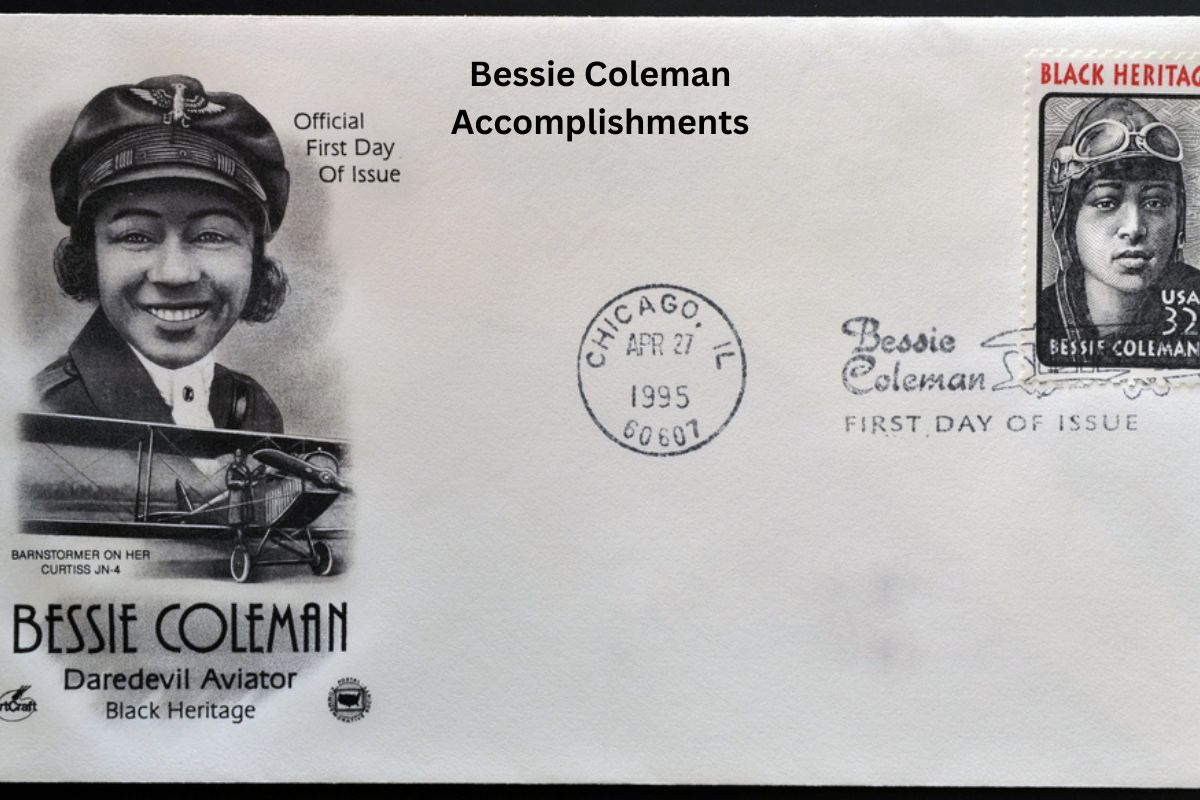 Bessie Coleman
Accomplishments
Official
First Day
Of Issue
BARNSTORMER ON HER
CURTISS JN-4
BESSIE COLEMAN
Daredevil Aviator
Black Heritage
rtCraft
CHICAGO, IL
APR 27
1995
60607
Bessie
Coleman
FIRST DAY OF ISSUE
BLACK HERITAG
USA
32
BESSIE COLEMAN